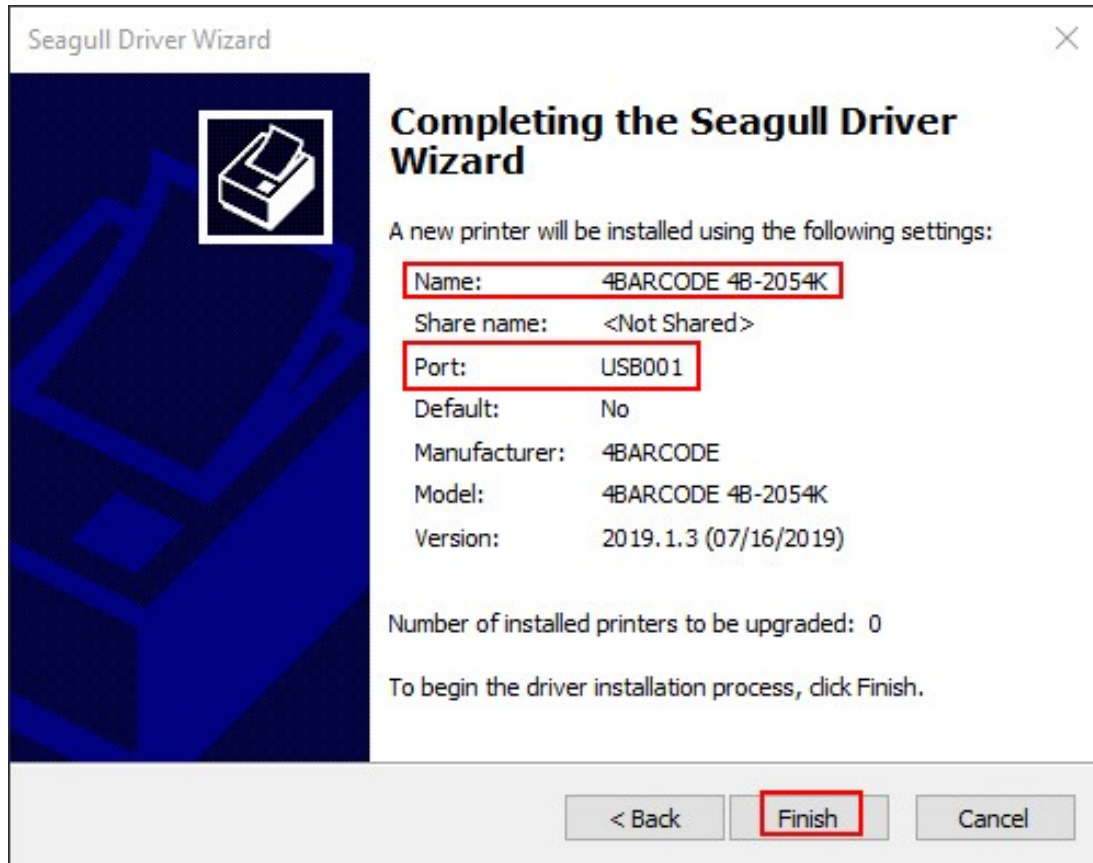 Seagull Driver Wizard
Completing the Seagull Driver
Wizard
A new printer will be installed using the following settings:
Name: 4BARCODE 4B-2054K
Share name: <Not Shared>
Port: USB001
Default: No
Manufacturer: 4BARCODE
Model: 4BARCODE 4B-2054K
Version: 2019.1.3 (07/16/2019)
Number of installed printers to be upgraded: 0
To begin the driver installation process, click Finish.
< Back Finish Cancel